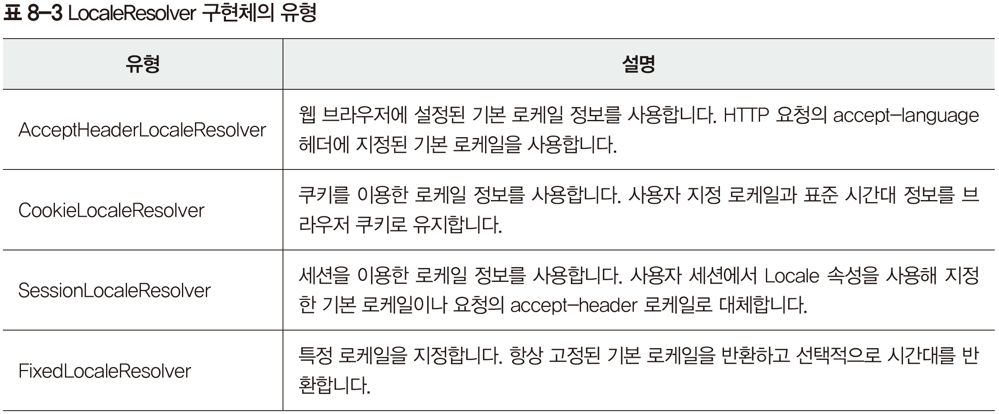 표 8-3 LocaleResolver 구현체의 유형
유형
설명
AcceptHeaderLocaleResolver
웹 브라우저에 설정된 기본 로케일 정보를 사용합니다. HTTP 요청의 accept-language
헤더에 지정된 기본 로케일을 사용합니다.
CookieLocaleResolver
쿠키를 이용한 로케일 정보를 사용합니다. 사용자 지정 로케일과 표준 시간대 정보를 브
라우저 쿠키로 유지합니다.
SessionLocaleResolver
세션을 이용한 로케일 정보를 사용합니다. 사용자 세션에서 Locale 속성을 사용해 지정
한 기본 로케일이나 요청의 accept-header 로케일로 대체합니다.
FixedLocaleResolver
특정 로케일을 지정합니다. 항상 고정된 기본 로케일을 반환하고 선택적으로 시간대를 반
환합니다.